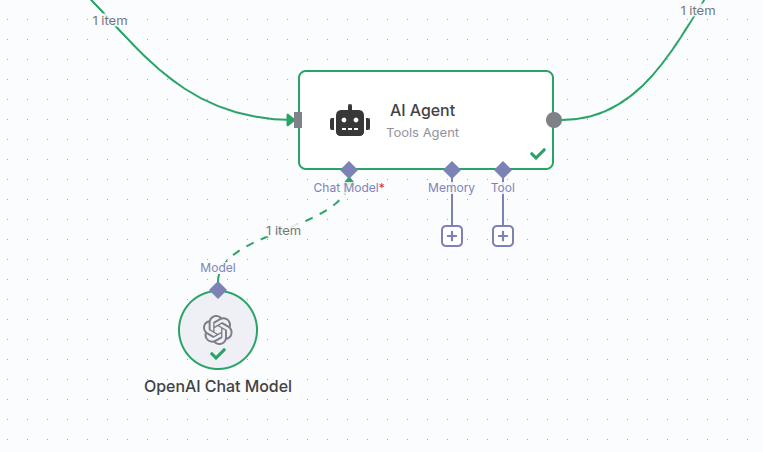 1 item
1 item
AI Agent
Tools Agent
Chat Model*
Memory
Tool
1 item
Model
OpenAI Chat Model